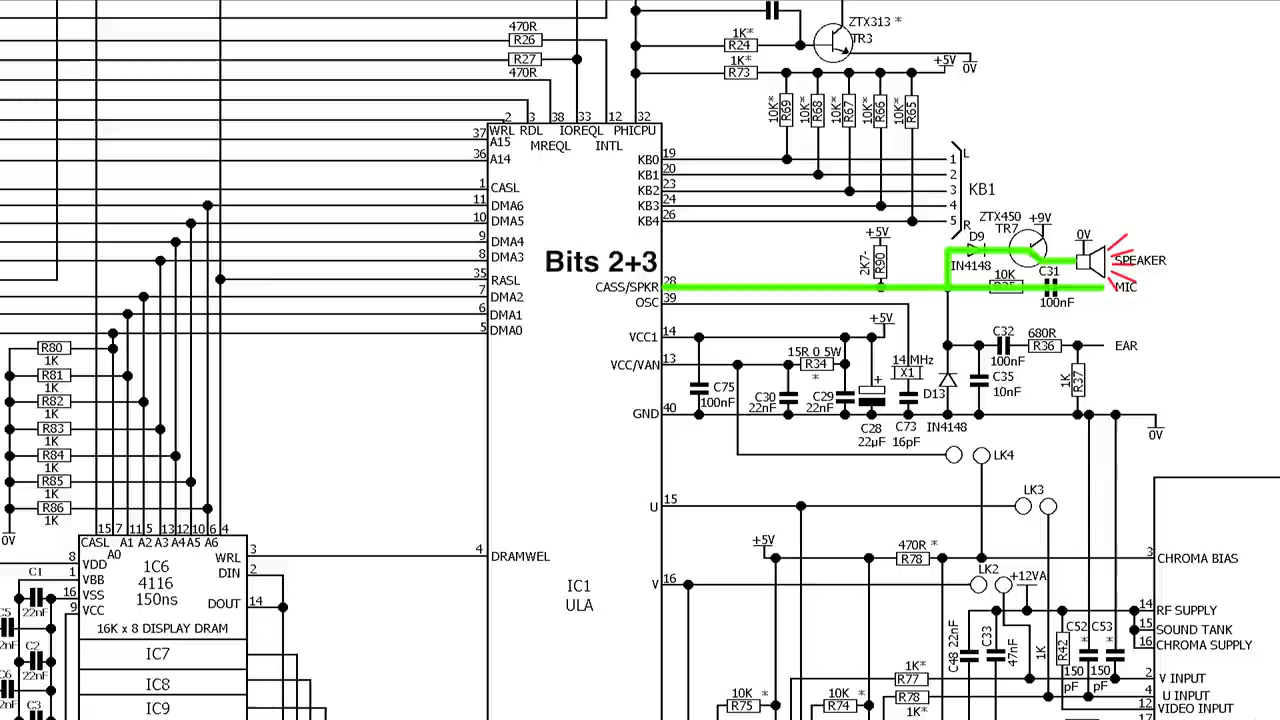 ZTX313 *
TR3
470R
R26
R27
470R
1K*
R24
1K*
R73
+5V
0V
10K*
R69
10K*
R68
10K*
R67
10K*
R66
10K*
R65
2
3
38
33
12
32
WRL
RDL
IOREQL
PHICPU
MREQL
INTL
37
A15
36
A14
1
CASL
11
DMA6
10
DMA5
9
DMA4
8
DMA3
35
RASL
7
DMA2
6
DMA1
5
DMA0
KB0
19
KB1
20
KB2
23
KB3
24
KB4
26
L
1
2
3
4
5
R
KB1
Bits 2+3
CASS/SPKR
28
OSC
39
+5V
2K7-
R90
ZTX450
TR7
+9V
D9
IN4148
0V
SPEAKER
10K
C31
100nF
MIC
VCC1
14
+5V
VCC/VAN
13
15R 0 5W
R34
*
14 MHz
X1
C32
100nF
680R
R36
EAR
C75
100nF
C30
22nF
C29
22nF
+
C28
22µF
C73
16pF
D13
IN4148
C35
10nF
1K
R37
GND
40
0V
LK4
LK3
U
15
+5V
470R *
R78
3
CHROMA BIAS
LK2
+12VA
V
16
R80
1K
R81
1K
R82
1K
R83
1K
R84
1K
R85
1K
R86
1K
0V
15
7
11
5
13
12
10
6
4
CASL
A0
A1
A2
A3
A4
A5
A6
8
VDD
1
VBB
16
VSS
9
VCC
1C6
4116
150ns
WRL
3
DIN
2
DOUT
14
16K x 8 DISPLAY DRAM
IC7
IC8
IC9
4
DRAMWEL
IC1
ULA
C1
22nF
C5
2nF
C2
22nF
C6
2nF
C3
14
RF SUPPLY
15
SOUND TANK
16
CHROMA SUPPLY
2
V INPUT
4
U INPUT
12
VIDEO INPUT
C48 22nF
C33
47nF
1K
R42
C52
*
150
pF
C53
*
150
pF
1K*
R77
R78
1K*
10K
*
R75
10K
*
R74